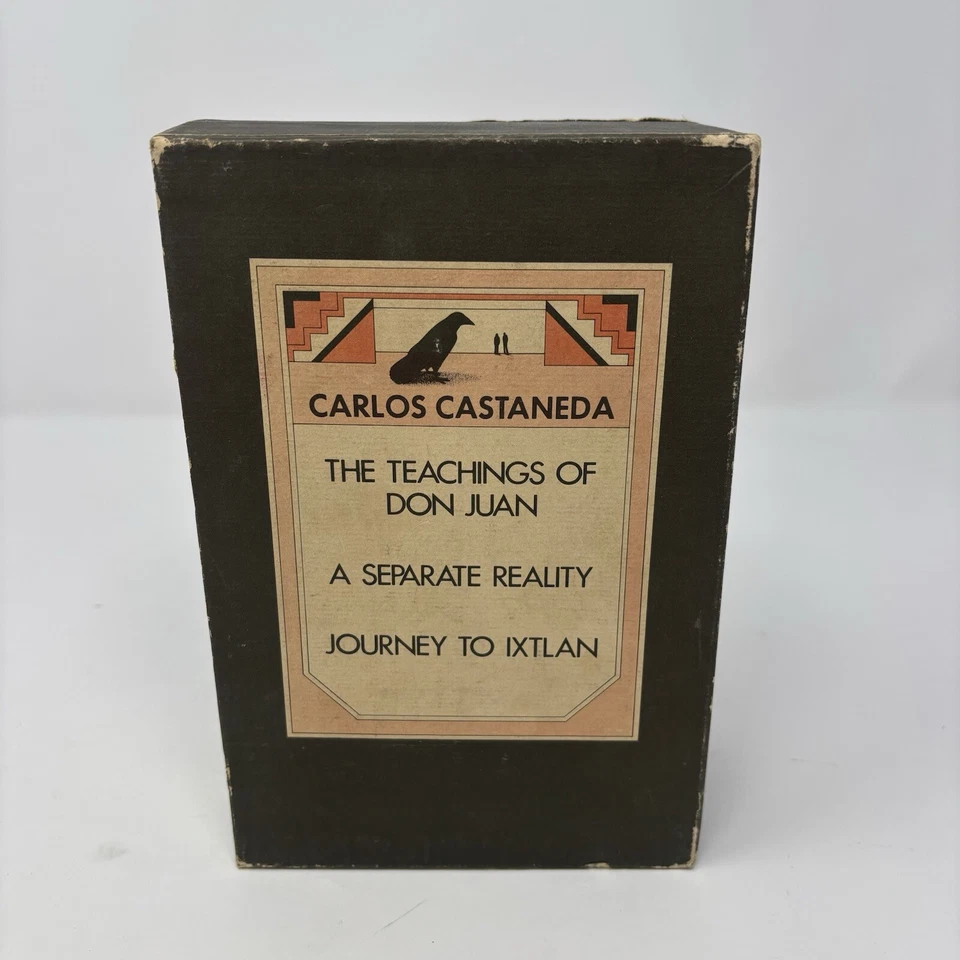 CARLOS CASTANEDA
THE TEACHINGS OF
DON JUAN
A SEPARATE REALITY
JOURNEY TO IXTLAN